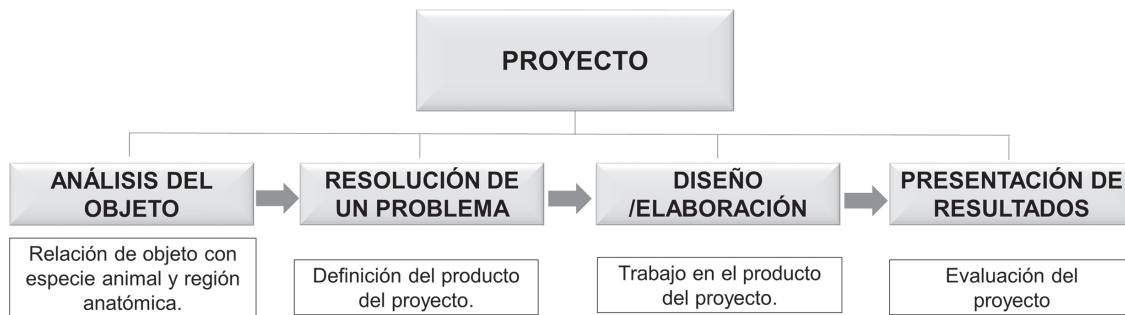 PROYECTO
ANÁLISIS DEL
OBJETO
RESOLUCIÓN DE
UN PROBLEMA
DISEÑO
/ELABORACIÓN
PRESENTACIÓN DE
RESULTADOS
Relación de objeto con
especie animal y región
anatómica.
Definición del producto
del proyecto.
Trabajo en el producto
del proyecto.
Evaluación del
proyecto